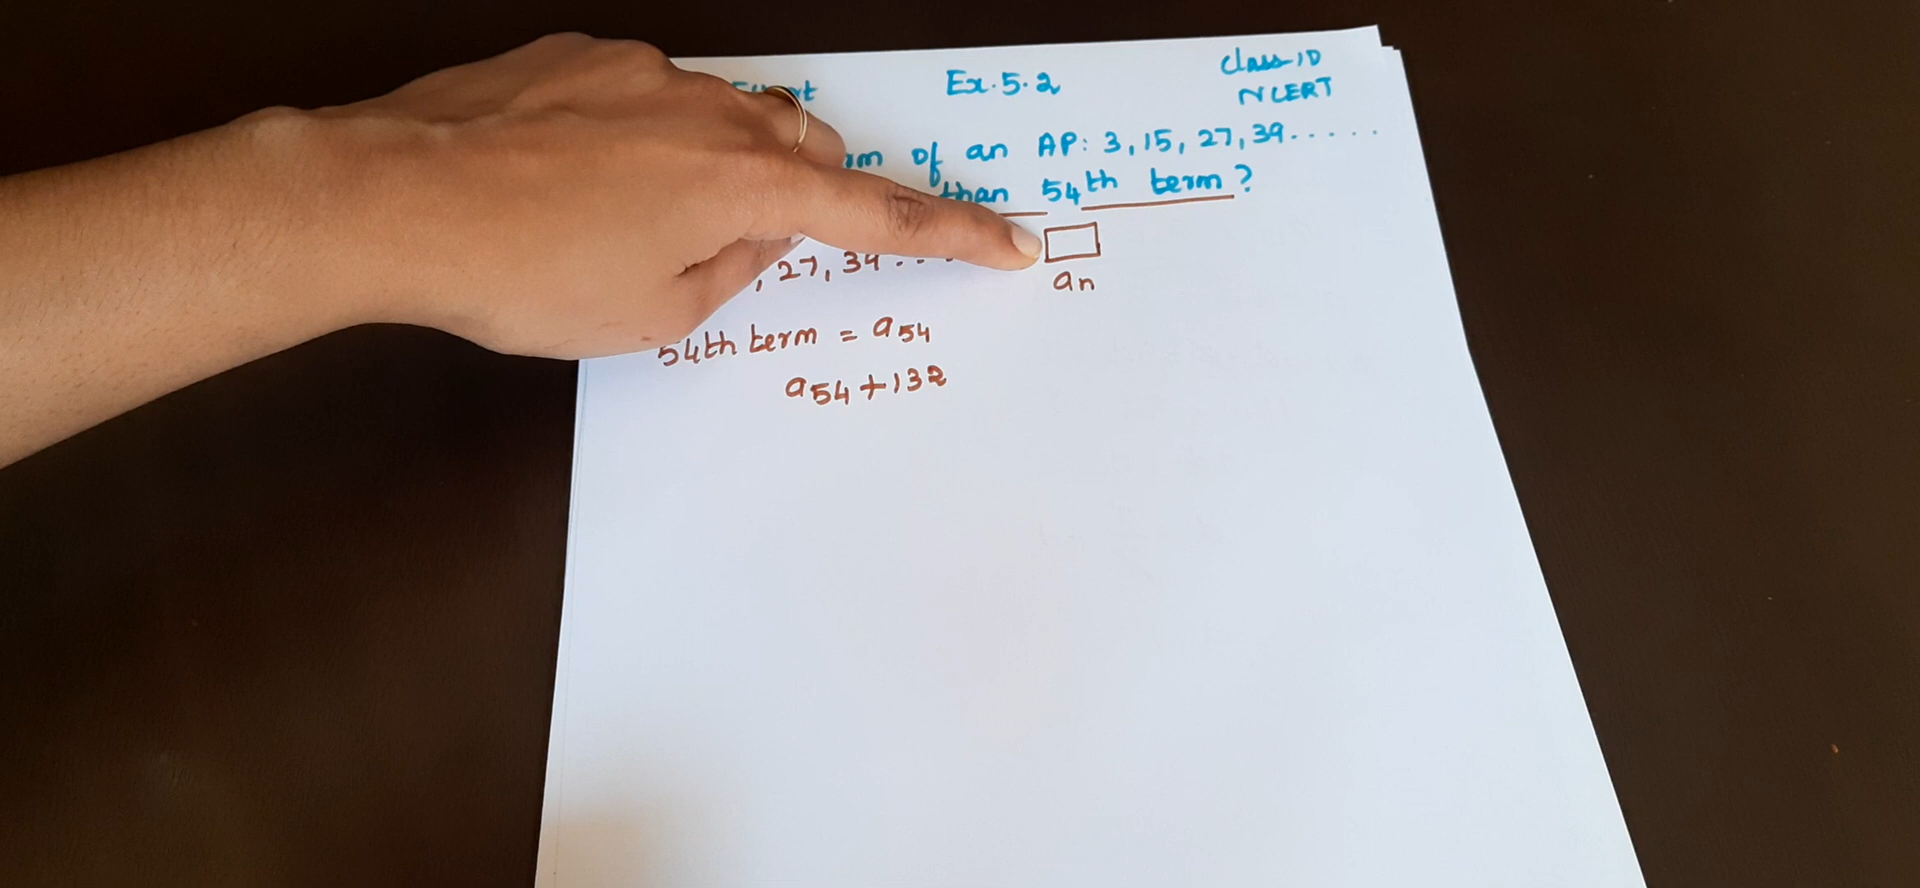 Ex. 5.2
Class-10
NCERT
of an AP: 3, 15, 27, 39.....
than 54th term?
, 27, 39....
an
54th term = a54
a54 + 132